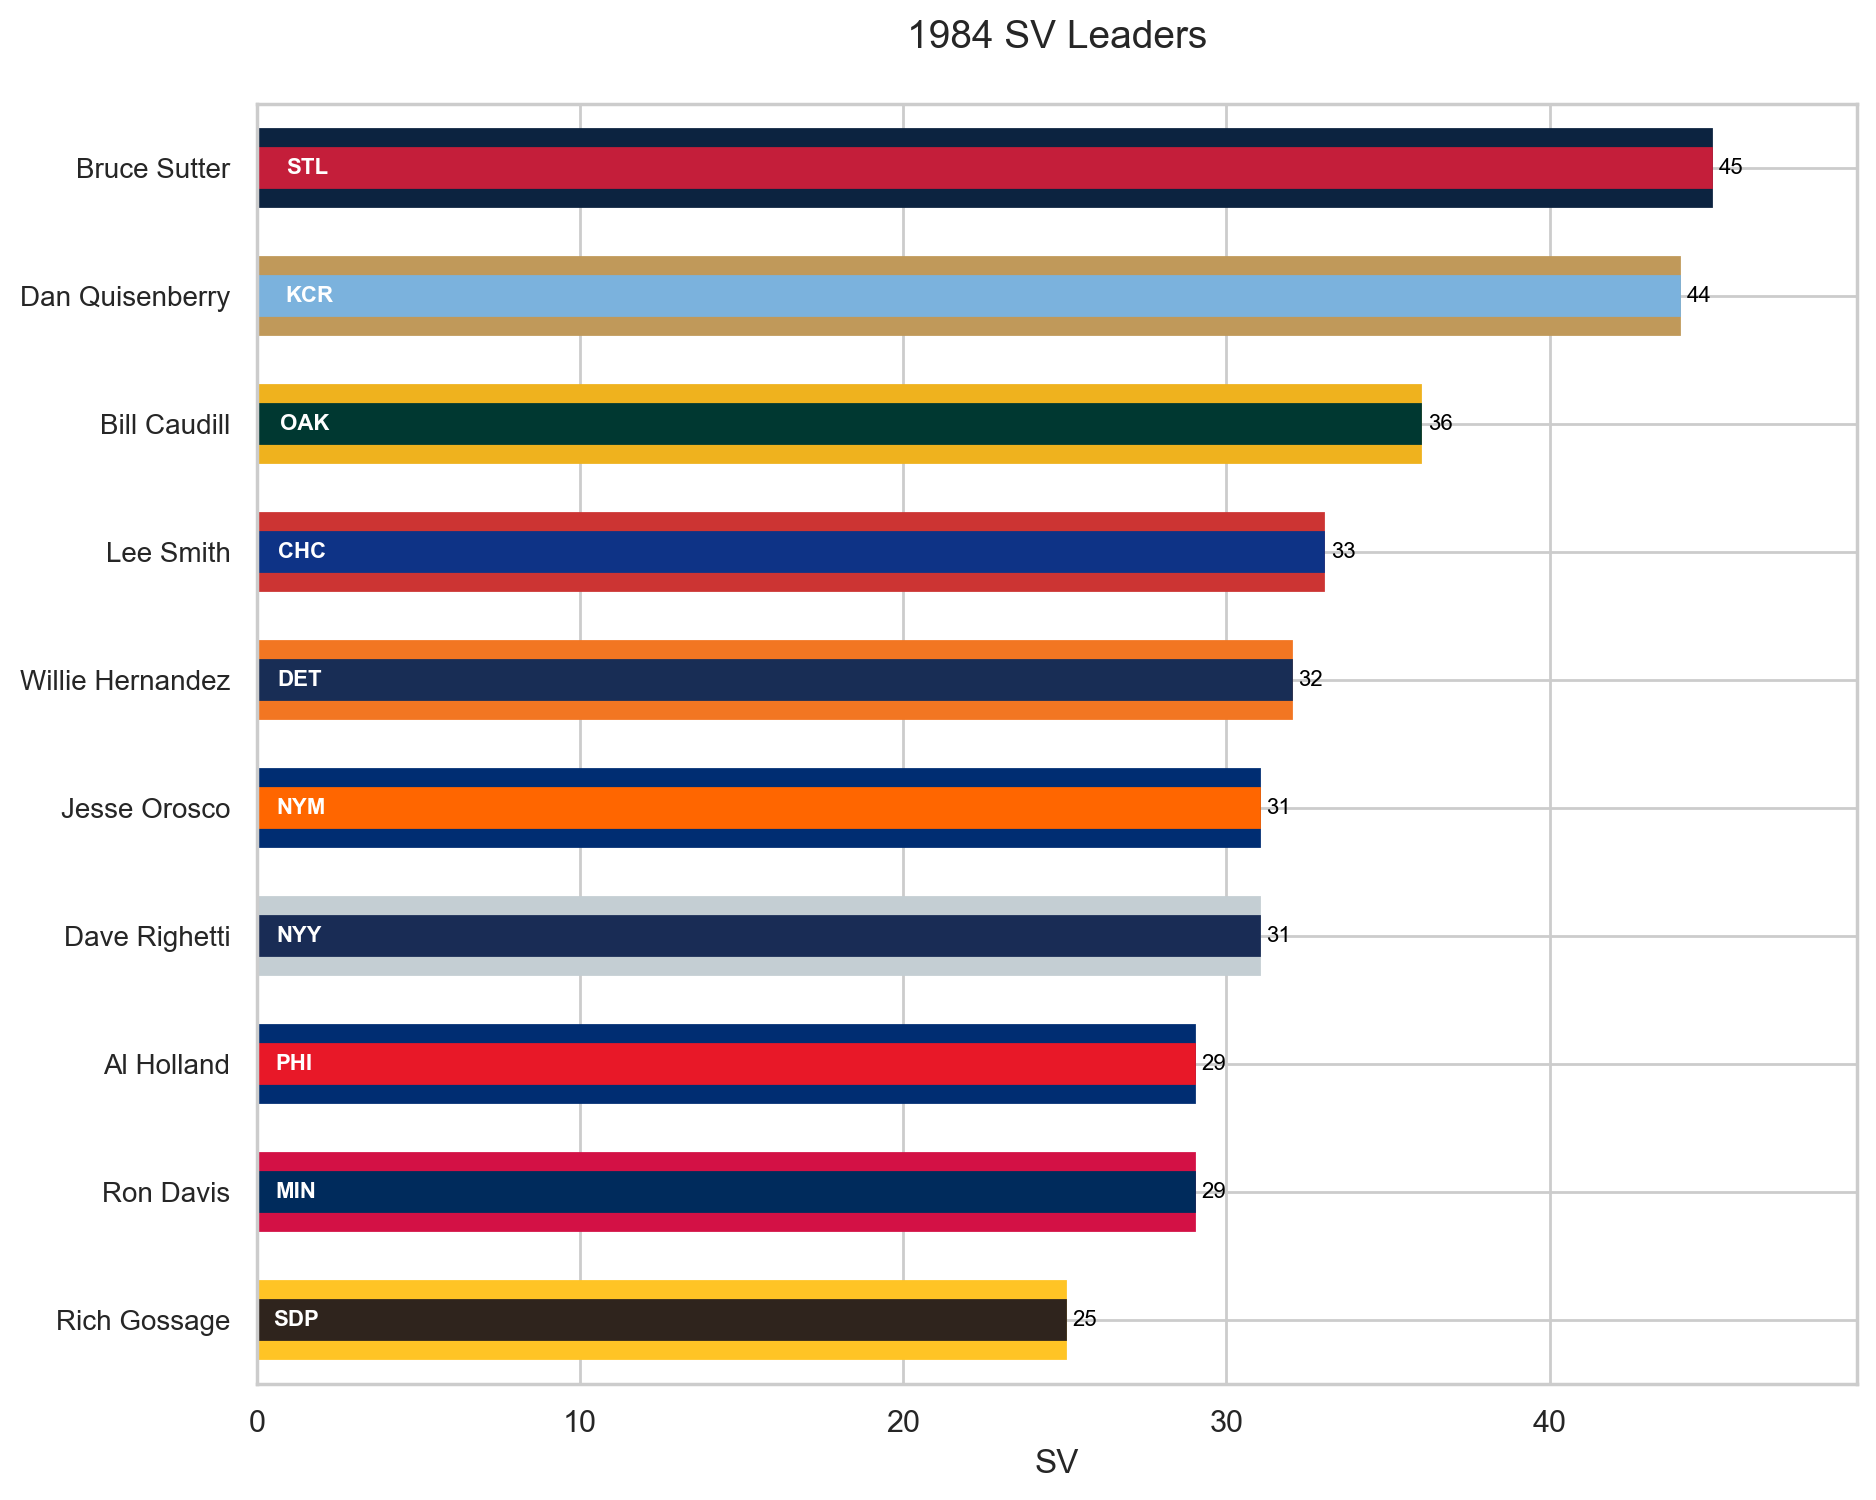 1984 SV Leaders
Bruce Sutter STL 45
Dan Quisenberry KCR 44
Bill Caudill OAK 36
Lee Smith CHC 33
Willie Hernandez DET 32
Jesse Orosco NYM 31
Dave Righetti NYY 31
Al Holland PHI 29
Ron Davis MIN 29
Rich Gossage SDP 25
0 10 20 30 40
SV